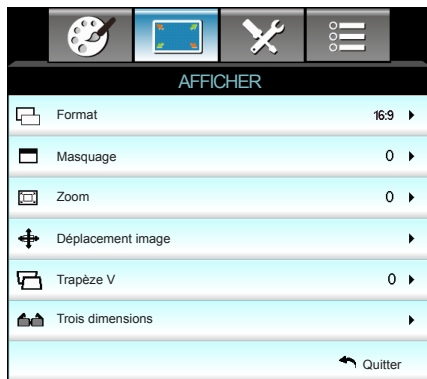 AFFICHER
Format 16:9
Masquage 0
Zoom 0
Déplacement image
Trapèze V 0
Trois dimensions
Quitter